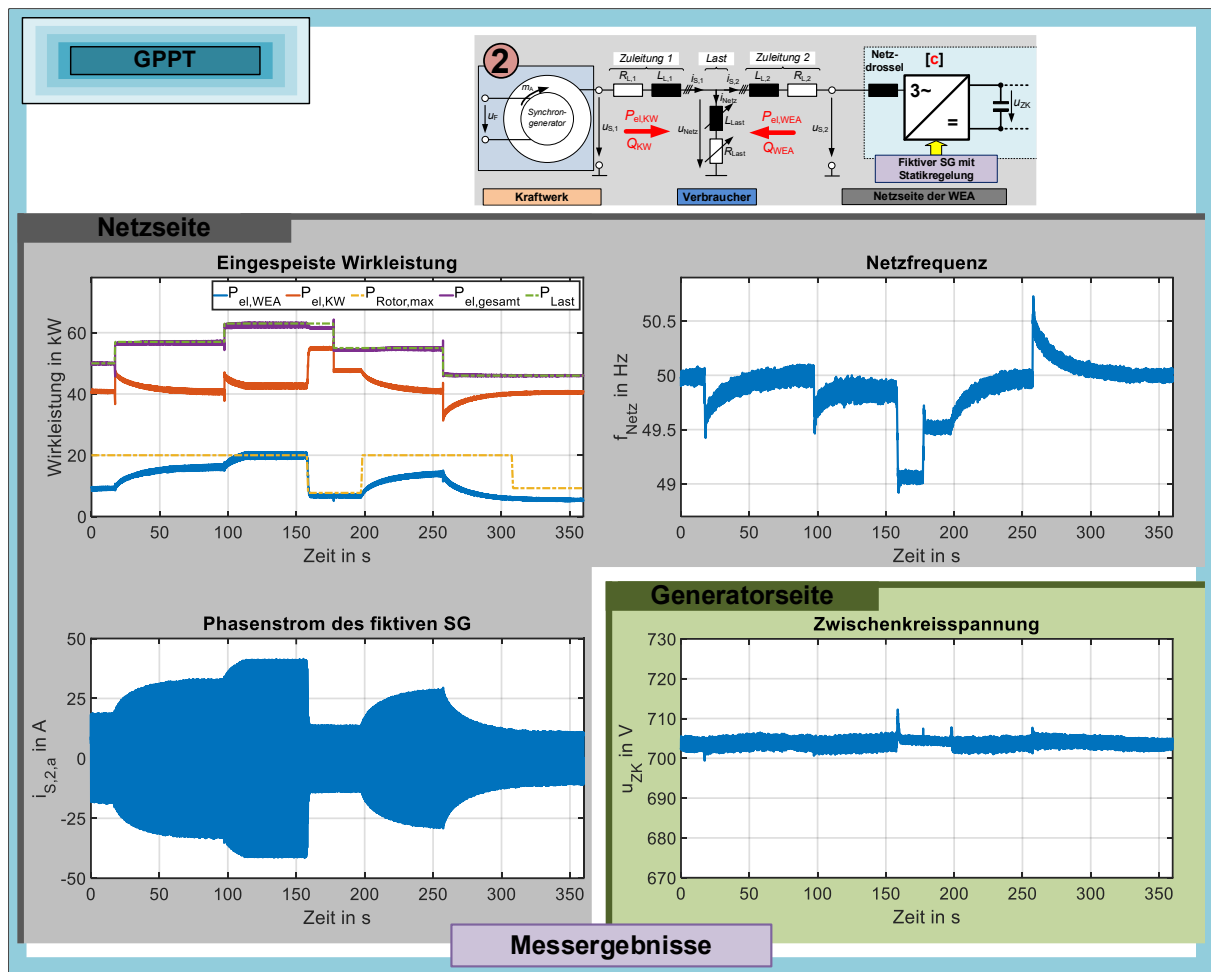 GPPT
2
Zuleitung 1
Last
Zuleitung 2
Netz-
drossel
[c]
R_L,1
L_L,1
i_S,1
i_S,2
L_L,2
R_L,2
m_A
Synchron-
generator
u_F
u_S,1
P_el,KW
Q_KW
i_Netz
u_Netz
L_Last
R_Last
P_el,WEA
Q_WEA
u_S,2
3~
=
u_ZK
Fiktiver SG mit
Statikregelung
Kraftwerk
Verbraucher
Netzseite der WEA
Netzseite
Eingespeiste Wirkleistung
P_el,WEA P_el,KW P_Rotor,max P_el,gesamt P_Last
Wirkleistung in kW
60
40
20
0
0 50 100 150 200 250 300 350
Zeit in s
Netzfrequenz
f_Netz in Hz
50.5
50
49.5
49
0 50 100 150 200 250 300 350
Zeit in s
Phasenstrom des fiktiven SG
i_S,2,a in A
50
25
0
-25
-50
0 50 100 150 200 250 300 350
Zeit in s
Generatorseite
Zwischenkreisspannung
u_ZK in V
730
720
710
700
690
680
670
0 50 100 150 200 250 300 350
Zeit in s
Messergebnisse